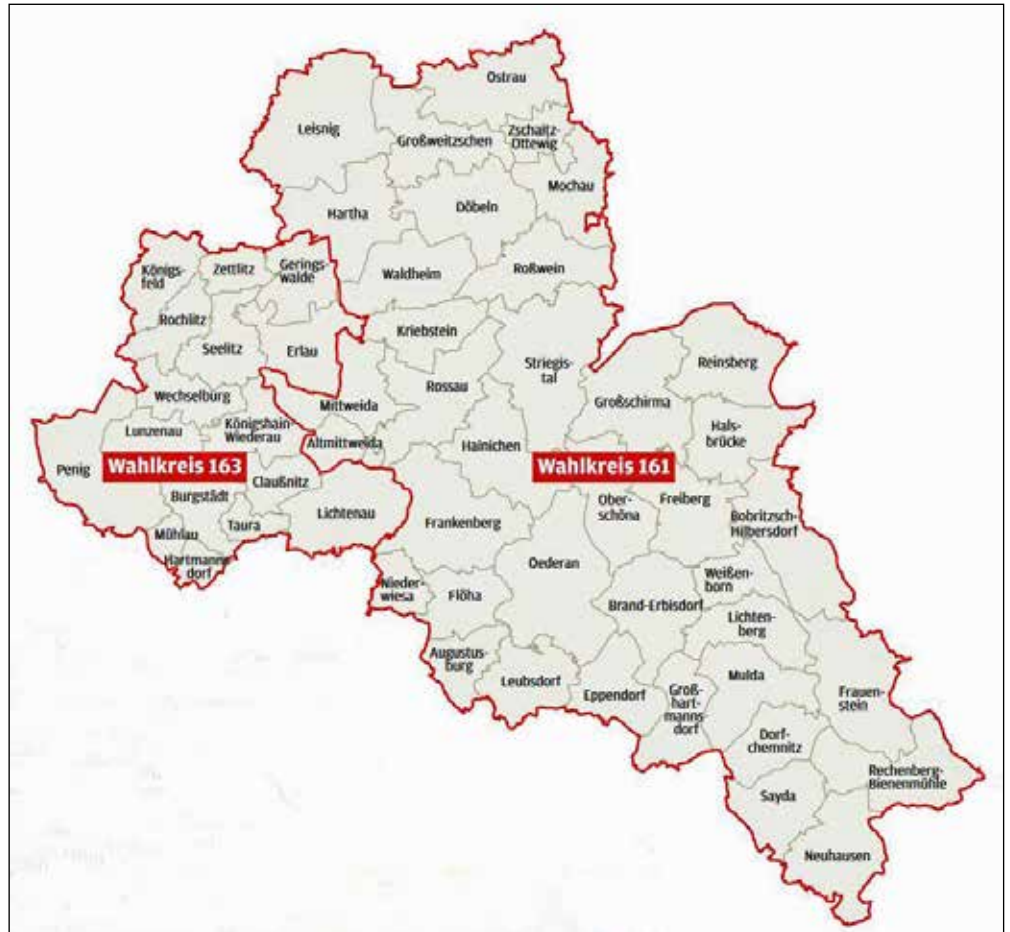 Ostrau
Leisnig
Großweitzschen
Zschaitz-
Ottewig
Mochau
Hartha
Döbeln
Königs-
feld
Zettlitz
Gerings-
walde
Waldheim
Roßwein
Rochlitz
Seelitz
Erlau
Kriebstein
Striegis-
tal
Reinsberg
Wechselburg
Rossau
Mittweida
Großschirma
Lunzenau
Königshain-
Wiederau
Altmittweida
Hainichen
Hals-
brücke
Penig
Wahlkreis 163
Wahlkreis 161
Claußnitz
Burgstädt
Lichtenau
Ober-
schöna
Freiberg
Bobritzsch-
Hilbersdorf
Mühlau
Taura
Frankenberg
Hartmanns
dorf
Oederan
Nieder-
wiesa
Flöha
Weißen-
born
Brand-Erbisdorf
Lichten-
berg
Augustus-
burg
Leubsdorf
Eppendorf
Groß-
hart-
manns
dorf
Mulda
Frauen-
stein
Dorf-
chemnitz
Rechenberg-
Bienenmühle
Sayda
Neuhausen